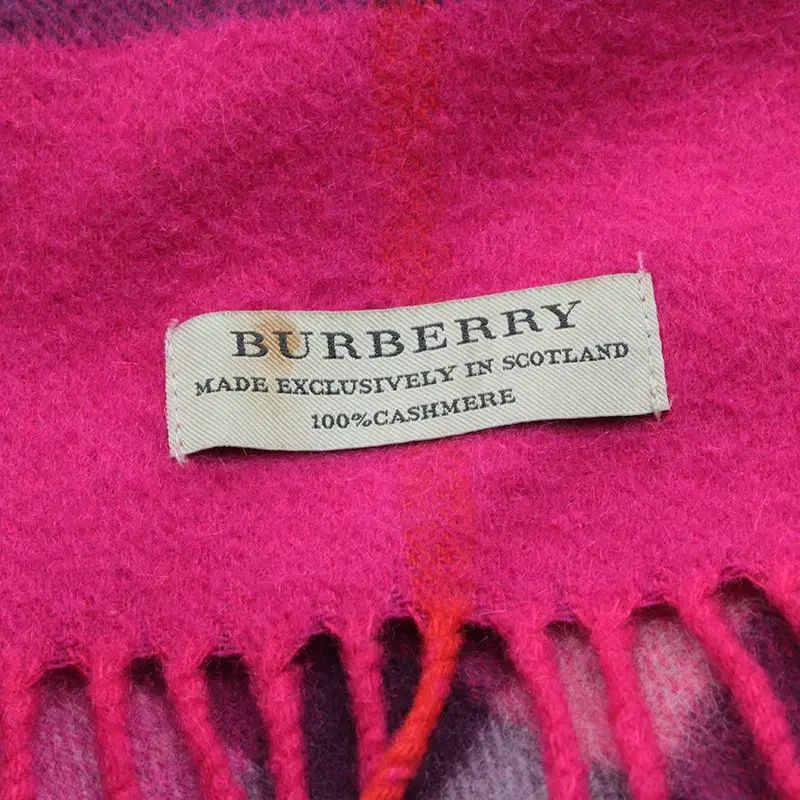 BURBERRY
MADE EXCLUSIVELY IN SCOTLAND
100%CASHMERE